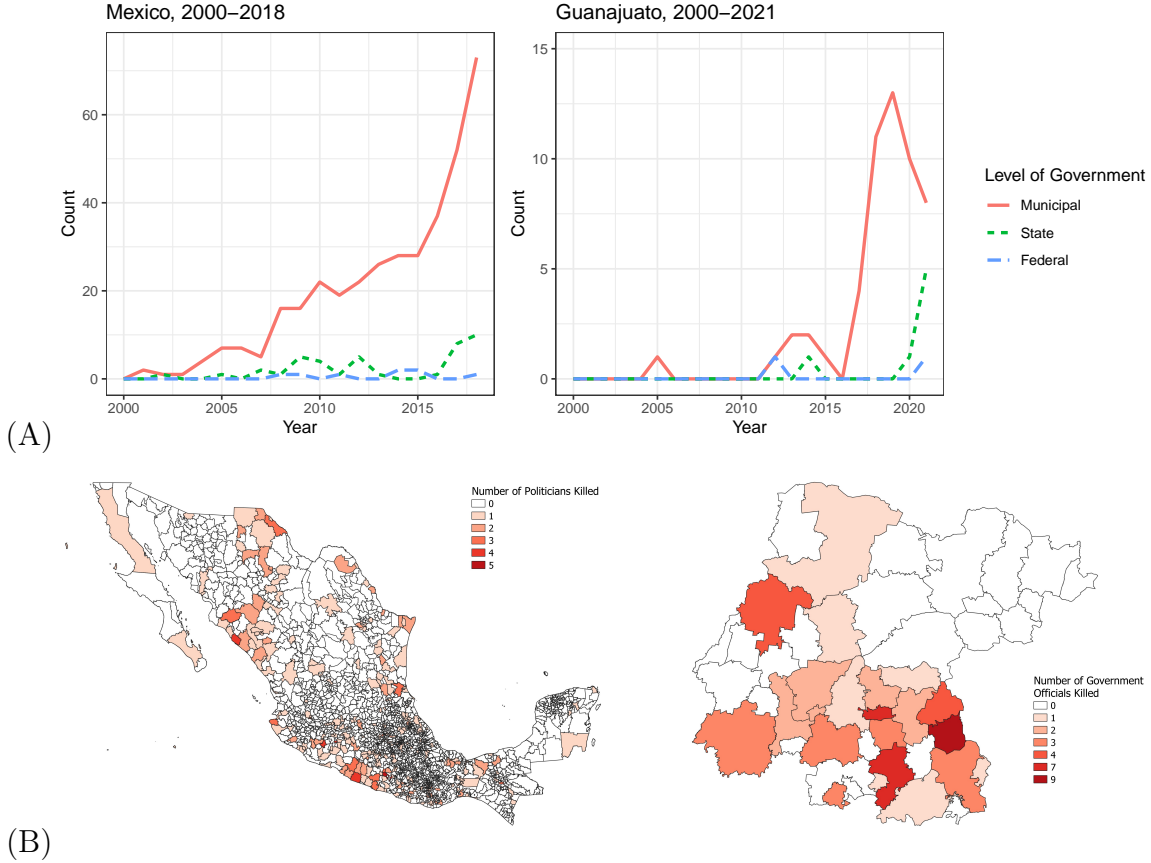 Mexico, 2000−2018
Guanajuato, 2000−2021
60
40
20
0
Count
2000
2005
2010
2015
Year
15
10
5
0
Count
2000
2005
2010
2015
2020
Year
Level of Government
Municipal
State
Federal
(A)
Number of Politicians Killed
0
1
2
3
4
5
Number of Government
Officials Killed
0
1
2
3
4
7
9
(B)